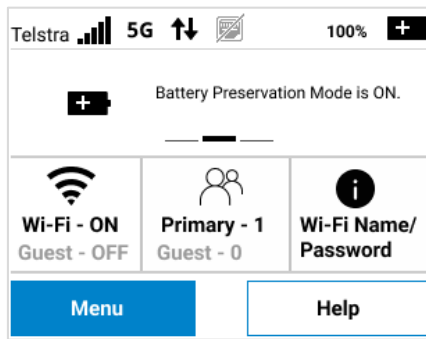 Telstra 5G 100%
Battery Preservation Mode is ON.
Wi-Fi - ON
Guest - OFF
Primary - 1
Guest - 0
Wi-Fi Name/
Password
Menu
Help